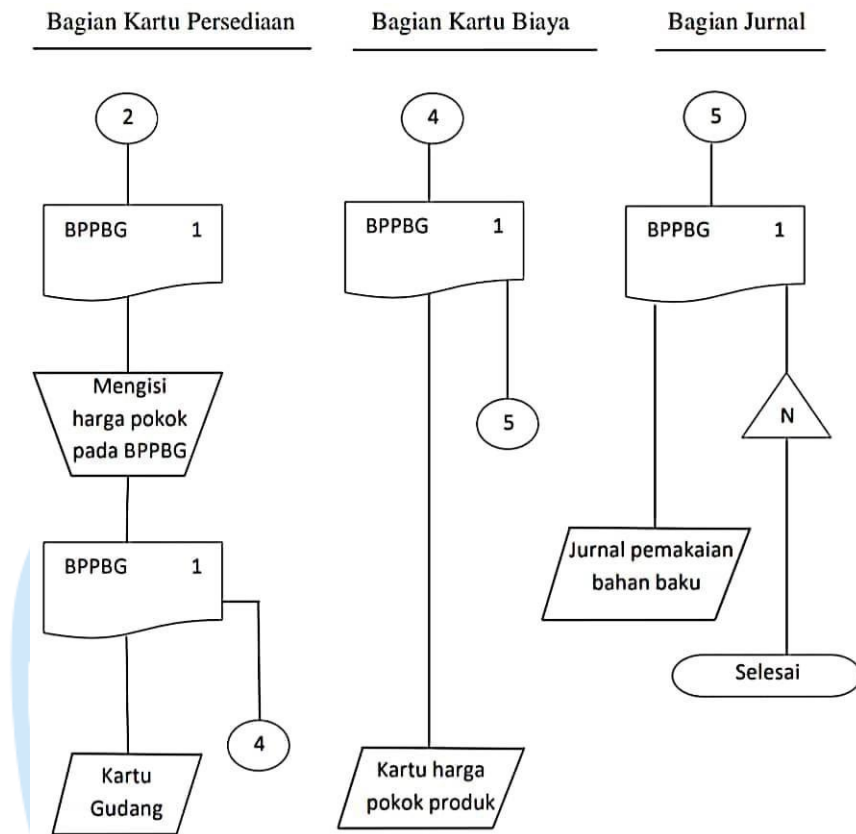 Bagian Kartu Persediaan
2
BPPBG 1
Mengisi
harga pokok
pada BPPBG
BPPBG 1
4
Kartu
Gudang
Bagian Kartu Biaya
4
BPPBG 1
5
Kartu harga
pokok produk
Bagian Jurnal
5
BPPBG 1
N
Jurnal pemakaian
bahan baku
Selesai